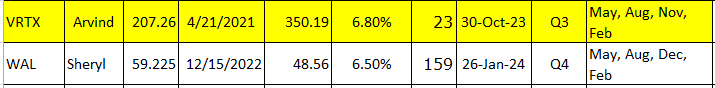 VRTX Arvind 207.26 4/21/2021 350.19 6.80% 23 30-Oct-23 Q3 May, Aug, Nov, Feb
WAL Sheryl 59.225 12/15/2022 48.56 6.50% 159 26-Jan-24 Q4 May, Aug, Dec, Feb